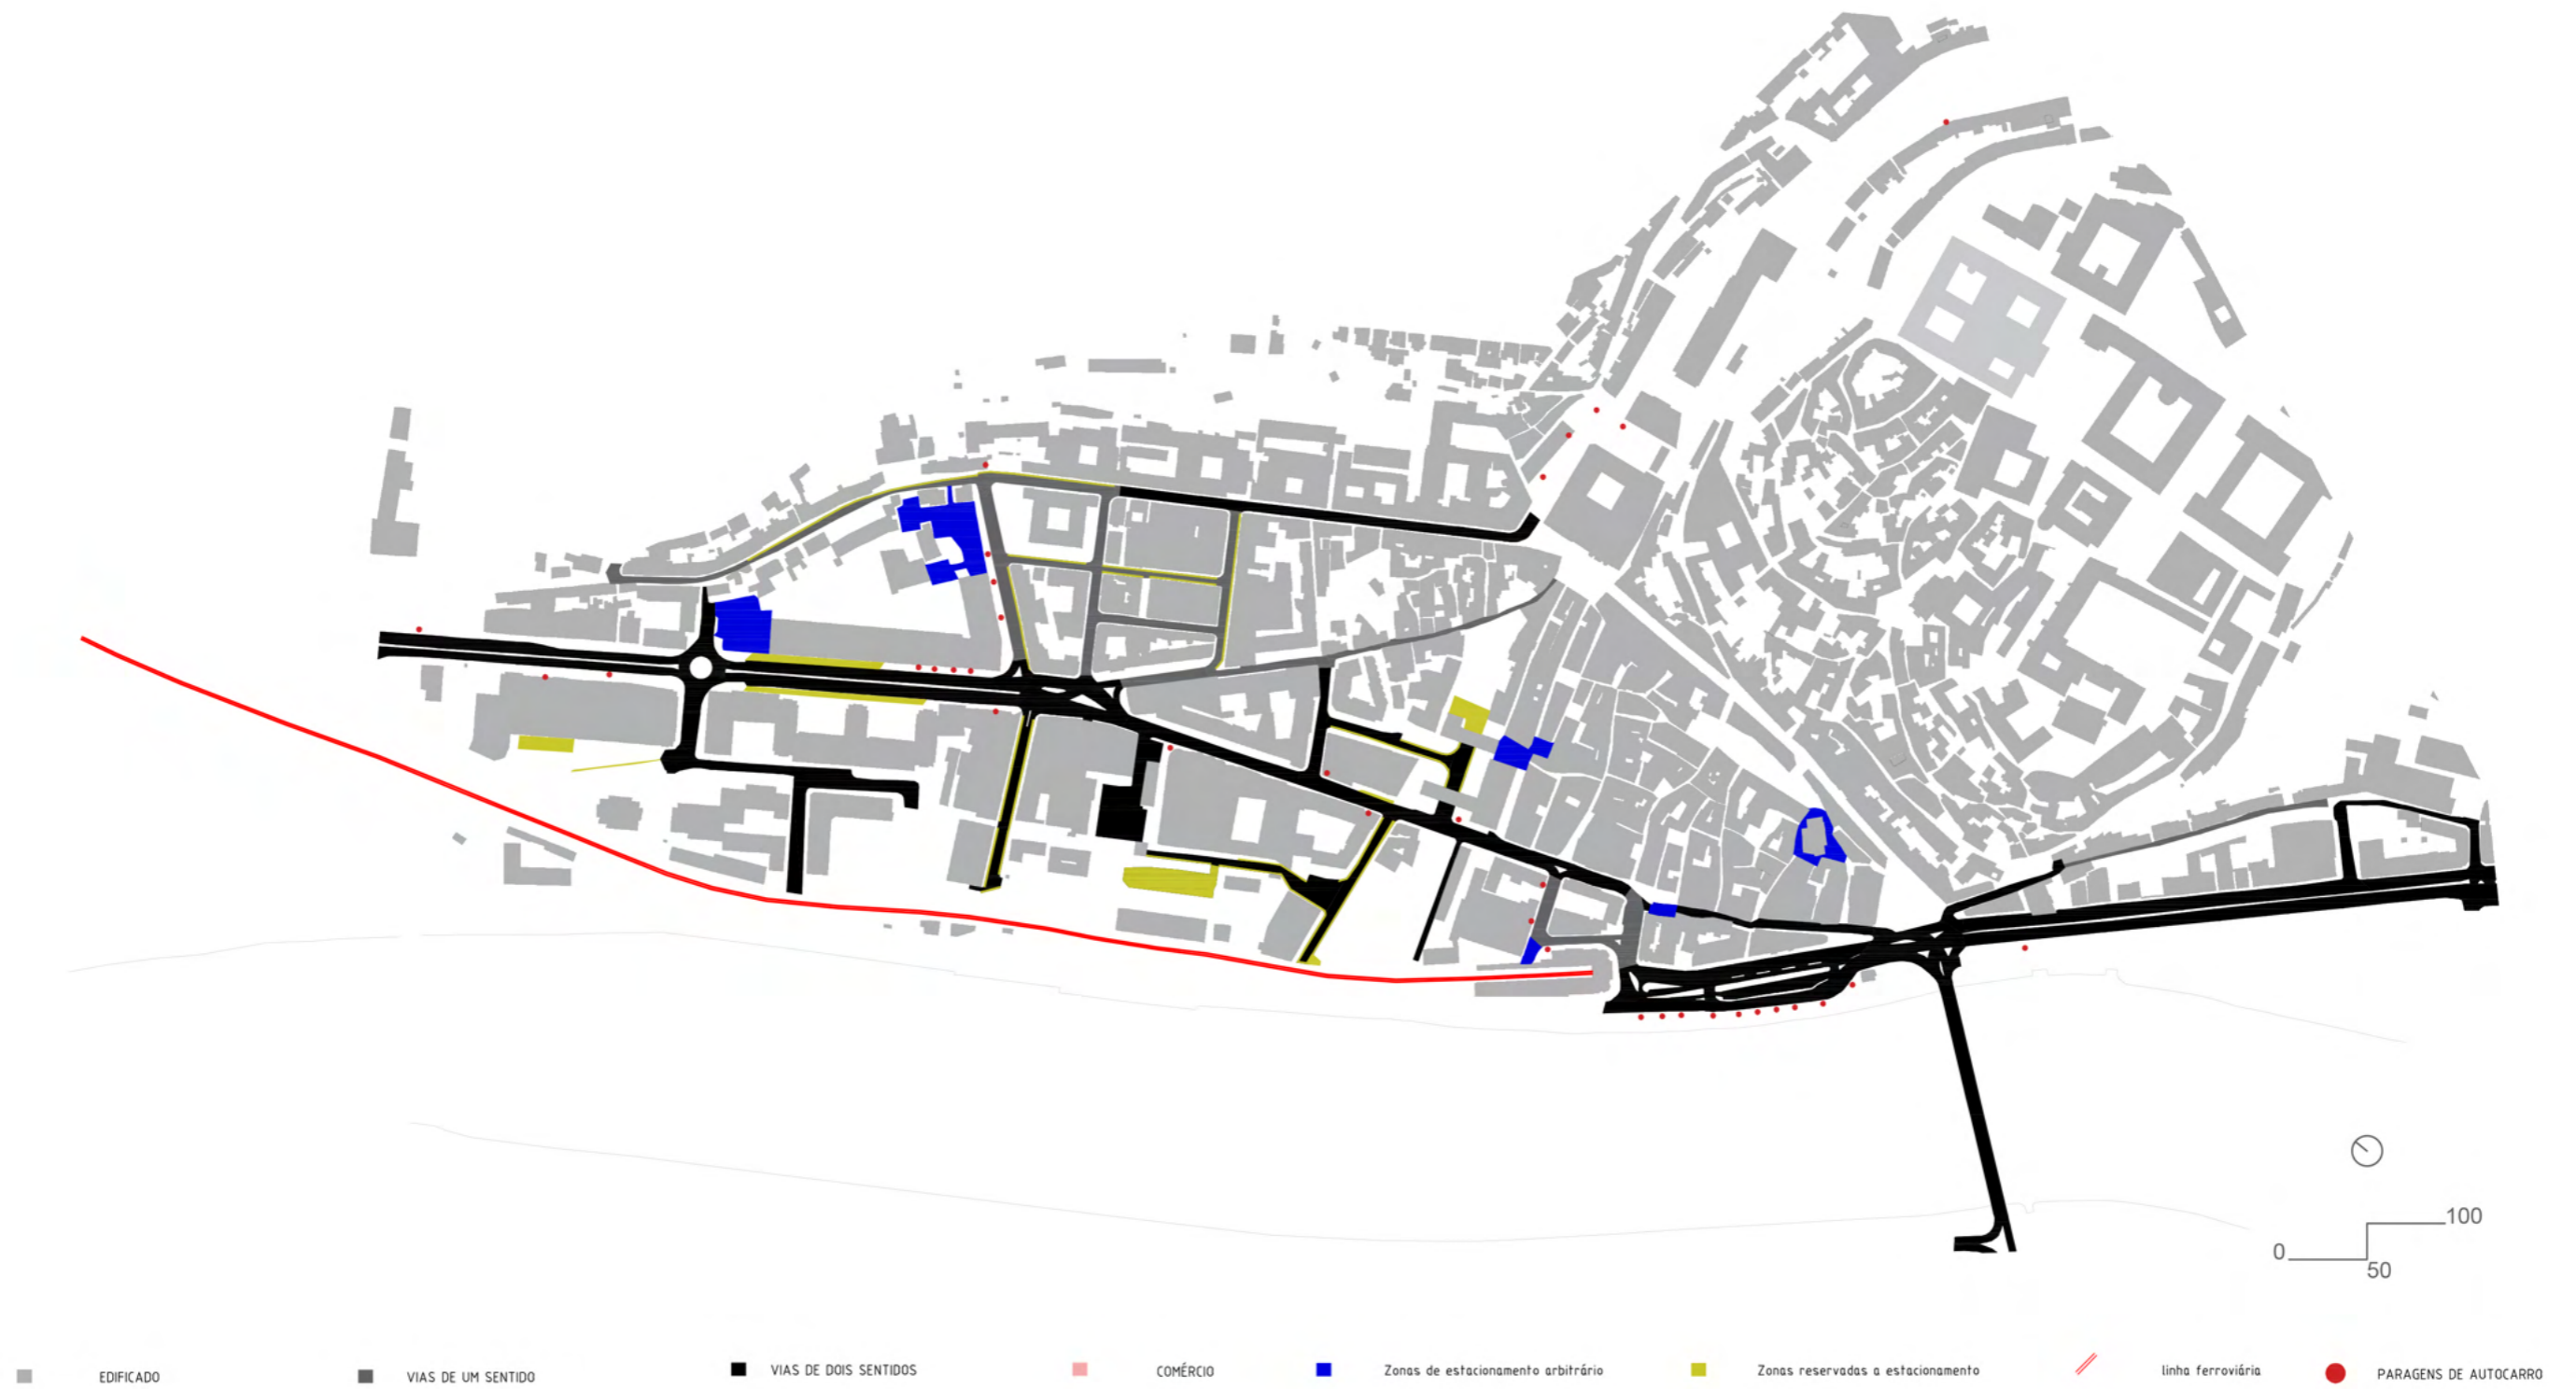 100
0
50
EDIFICADO
VIAS DE UM SENTIDO
VIAS DE DOIS SENTIDOS
COMÉRCIO
Zonas de estacionamento arbitrário
Zonas reservadas a estacionamento
linha ferroviária
PARAGENS DE AUTOCARRO